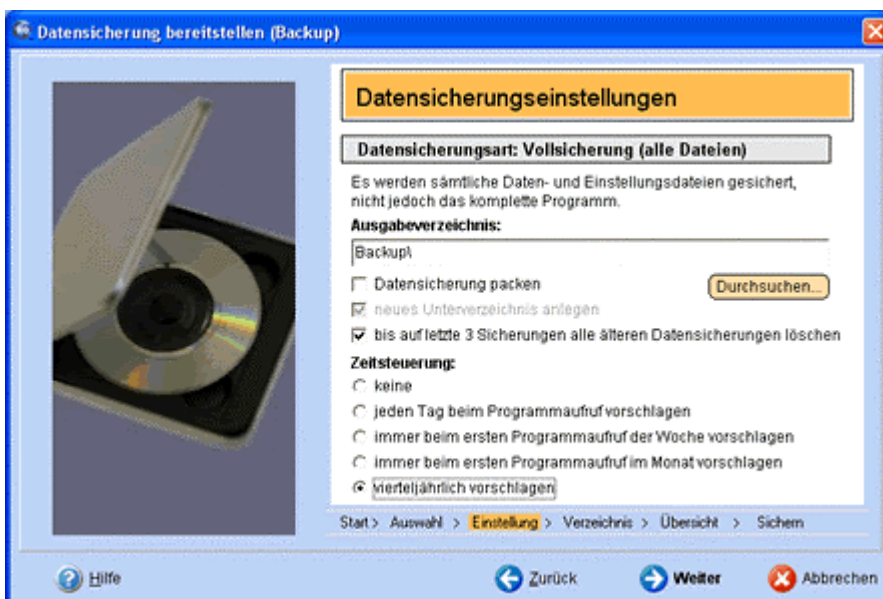 Datensicherung bereitstellen (Backup)
Datensicherungseinstellungen
Datensicherungsart: Vollsicherung (alle Dateien)
Es werden sämtliche Daten- und Einstellungsdateien gesichert,
nicht jedoch das komplette Programm.
Ausgabeverzeichnis:
Backup\
Datensicherung packen
Durchsuchen...
neues Unterverzeichnis anlegen
bis auf letzte 3 Sicherungen alle älteren Datensicherungen löschen
Zeitsteuerung:
keine
jeden Tag beim Programmaufruf vorschlagen
immer beim ersten Programmaufruf der Woche vorschlagen
immer beim ersten Programmaufruf im Monat vorschlagen
vierteljährlich vorschlagen
Start > Auswahl > Einstellung > Verzeichnis > Übersicht > Sichern
Hilfe Zurück Weiter Abbrechen